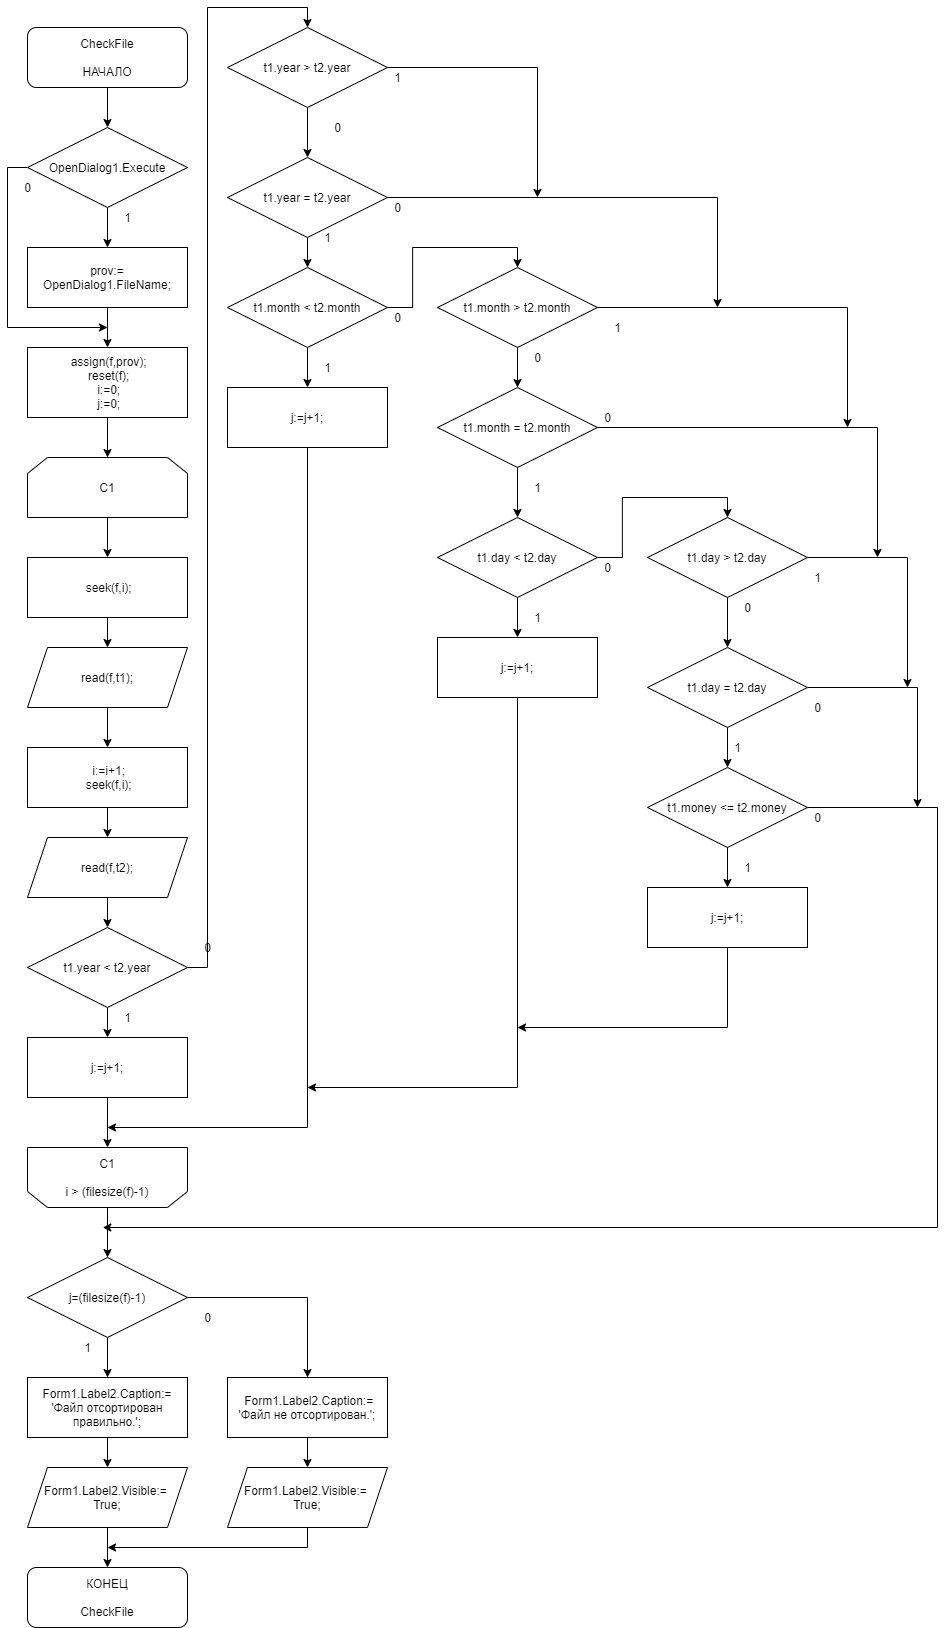 CheckFile
НАЧАЛО
OpenDialog1.Execute
0
1
prov:=
OpenDialog1.FileName;
assign(f,prov);
reset(f);
i:=0;
j:=0;
C1
seek(f,i);
read(f,t1);
i:=i+1;
seek(f,i);
read(f,t2);
t1.year < t2.year
0
1
j:=j+1;
t1.year > t2.year
1
0
t1.year = t2.year
0
1
t1.month < t2.month
0
1
j:=j+1;
t1.month > t2.month
1
0
t1.month = t2.month
0
1
t1.day < t2.day
0
1
j:=j+1;
t1.day > t2.day
1
0
t1.day = t2.day
0
1
t1.money <= t2.money
0
1
j:=j+1;
C1
i > (filesize(f)-1)
j=(filesize(f)-1)
0
1
Form1.Label2.Caption:=
'Файл отсортирован
правильно.';
Form1.Label2.Caption:=
'Файл не отсортирован.';
Form1.Label2.Visible:=
True;
Form1.Label2.Visible:=
True;
КОНЕЦ
CheckFile